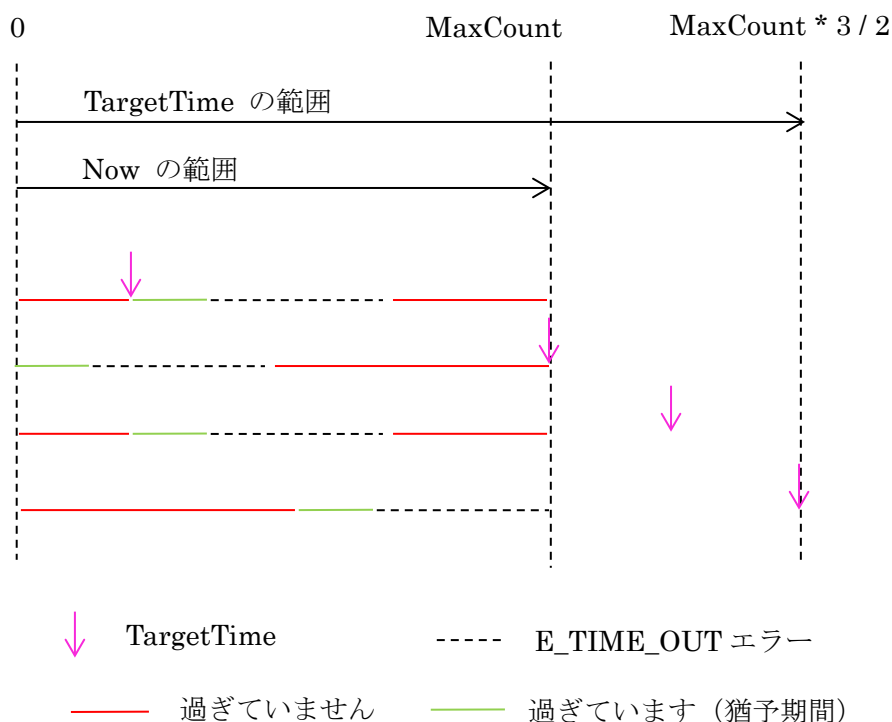 0 MaxCount MaxCount * 3 / 2
TargetTime の範囲
Now の範囲
TargetTime
E_TIME_OUT エラー
過ぎていません
過ぎています（猶予期間）